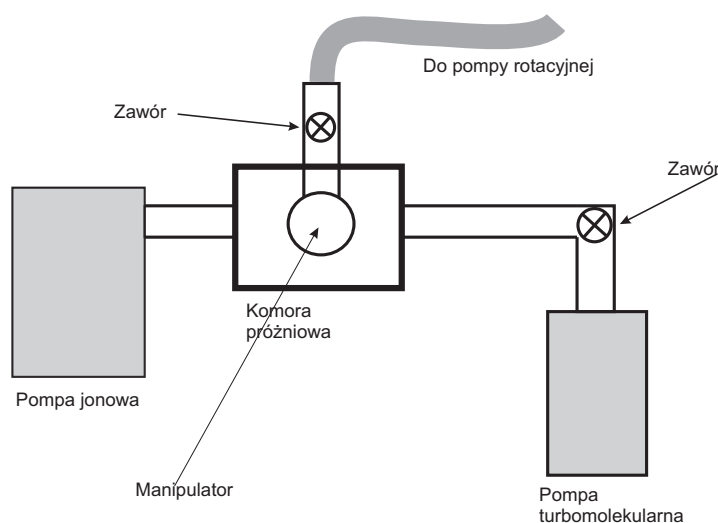 Do pompy rotacyjnej
Zawór
Zawór
Komora
próżniowa
Pompa jonowa
Manipulator
Pompa
turbomolekularna